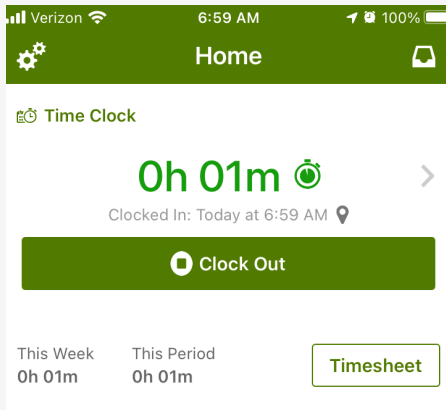 Verizon 6:59 AM 100%
Home
Time Clock
0h 01m
Clocked In: Today at 6:59 AM
Clock Out
This Week This Period
0h 01m 0h 01m
Timesheet